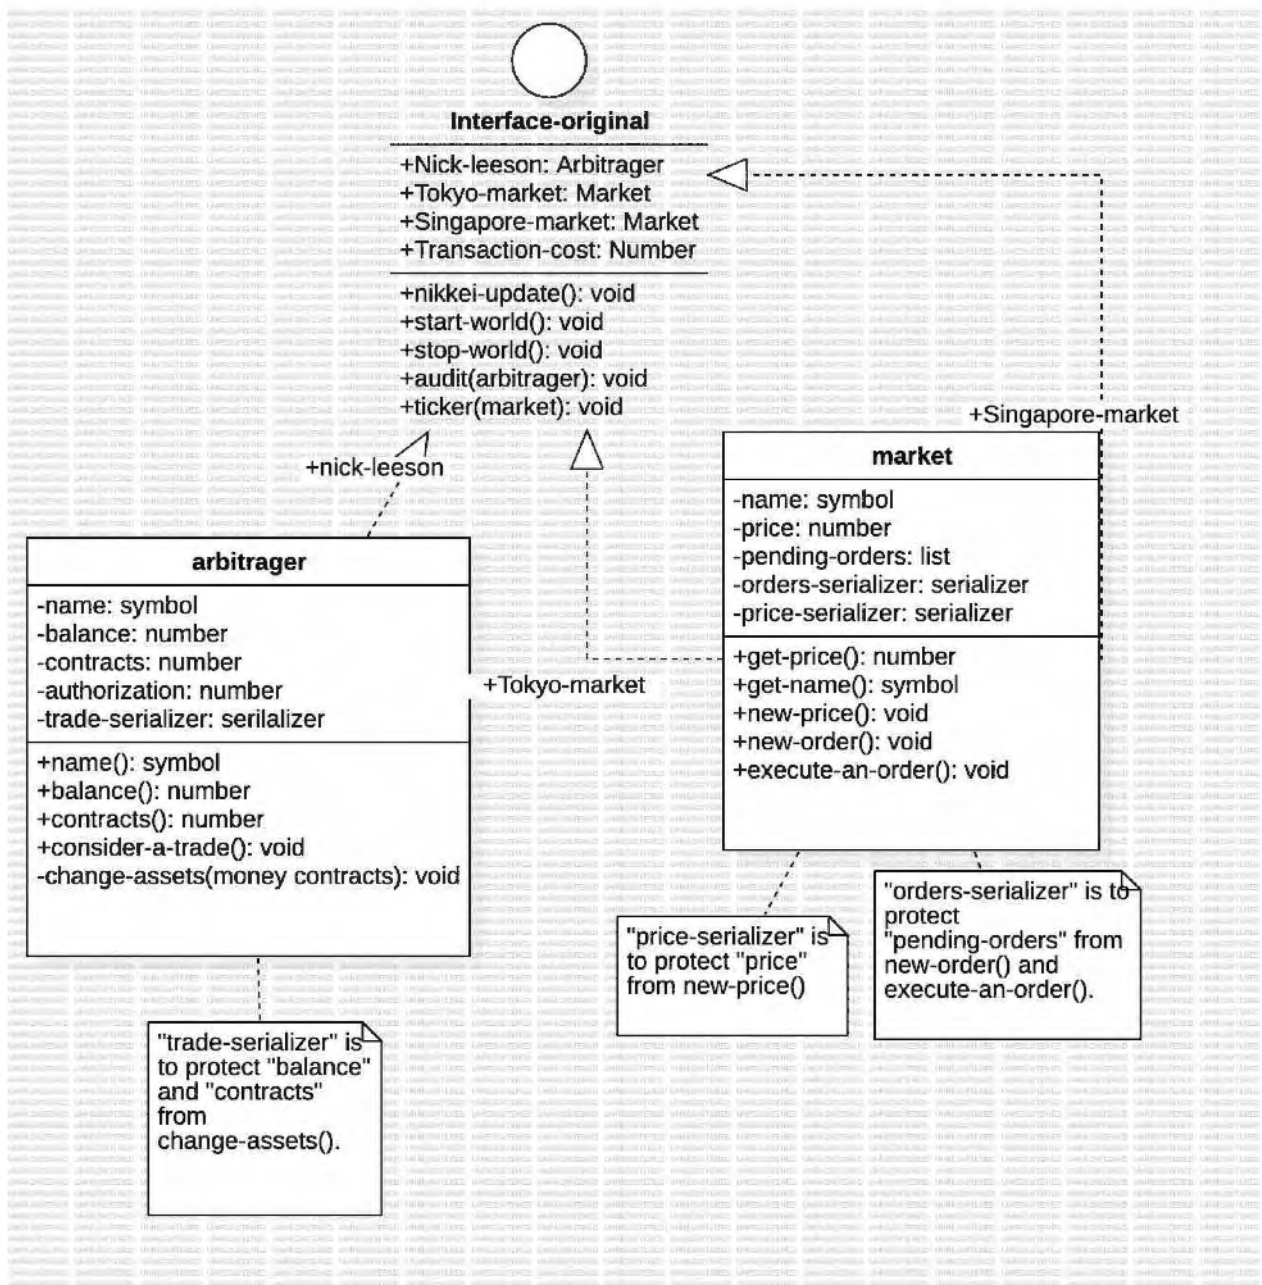 Interface-original
+Nick-leeson: Arbitrager
+Tokyo-market: Market
+Singapore-market: Market
+Transaction-cost: Number
+nikkei-update(): void
+start-world(): void
+stop-world(): void
+audit(arbitrager): void
+ticker(market): void
+Singapore-market
+nick-leeson
+Tokyo-market
arbitrager
-name: symbol
-balance: number
-contracts: number
-authorization: number
-trade-serializer: serilalizer
+name(): symbol
+balance(): number
+contracts(): number
+consider-a-trade(): void
-change-assets(money contracts): void
market
-name: symbol
-price: number
-pending-orders: list
-orders-serializer: serializer
-price-serializer: serializer
+get-price(): number
+get-name(): symbol
+new-price(): void
+new-order(): void
+execute-an-order(): void
"trade-serializer" is
to protect "balance"
and "contracts"
from
change-assets().
"price-serializer" is
to protect "price"
from new-price()
"orders-serializer" is to
protect
"pending-orders" from
new-order() and
execute-an-order().